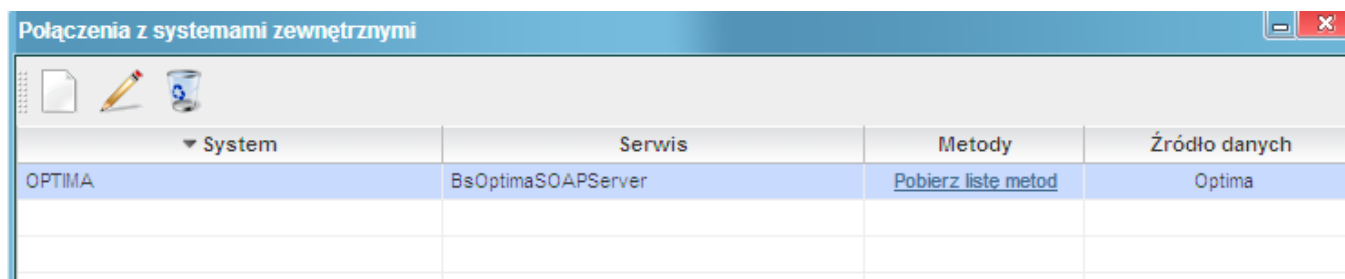 Połączenia z systemami zewnętrznymi
System Serwis Metody Źródło danych
OPTIMA BsOptimaSOAPServer Pobierz listę metod Optima